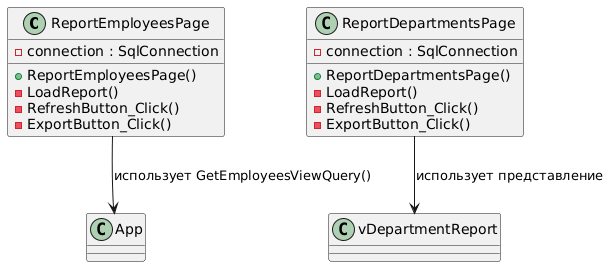 C ReportEmployeesPage
connection : SqlConnection
ReportEmployeesPage()
LoadReport()
RefreshButton_Click()
ExportButton_Click()
C ReportDepartmentsPage
connection : SqlConnection
ReportDepartmentsPage()
LoadReport()
RefreshButton_Click()
ExportButton_Click()
использует GetEmployeesViewQuery()
использует представление
C App
C vDepartmentReport